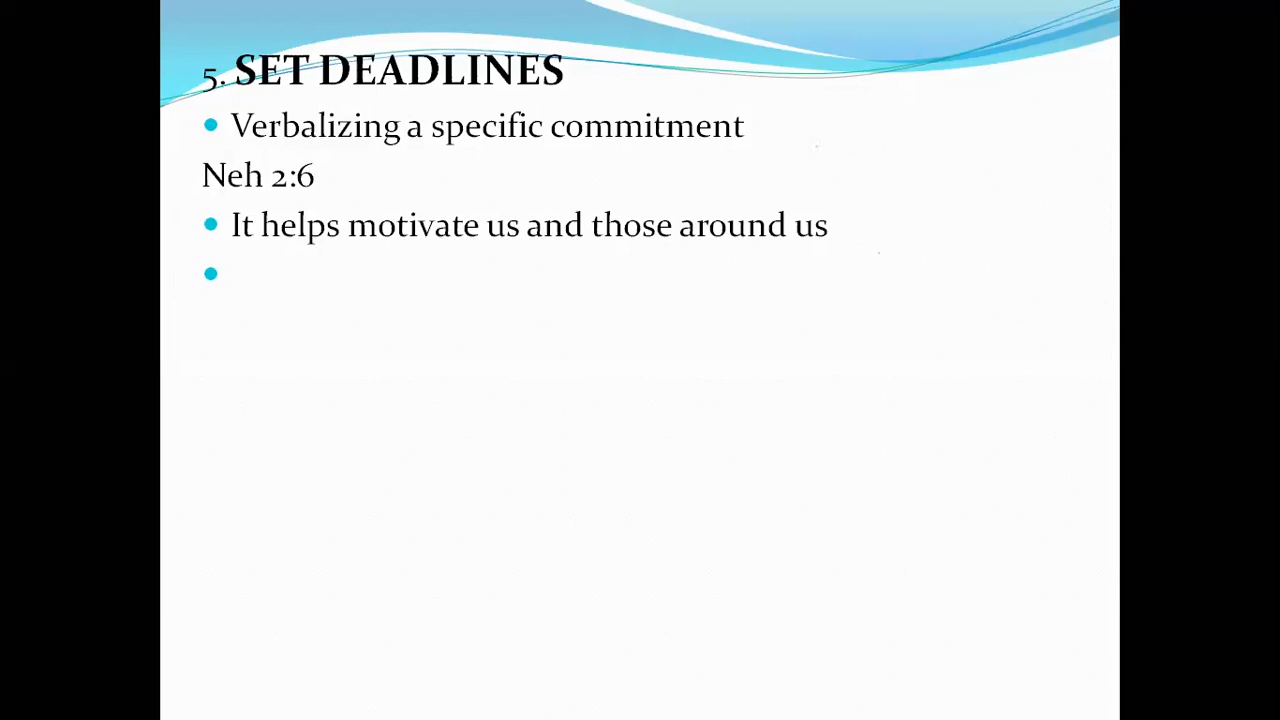 5. SET DEADLINES
• Verbalizing a specific commitment
Neh 2:6
• It helps motivate us and those around us
•